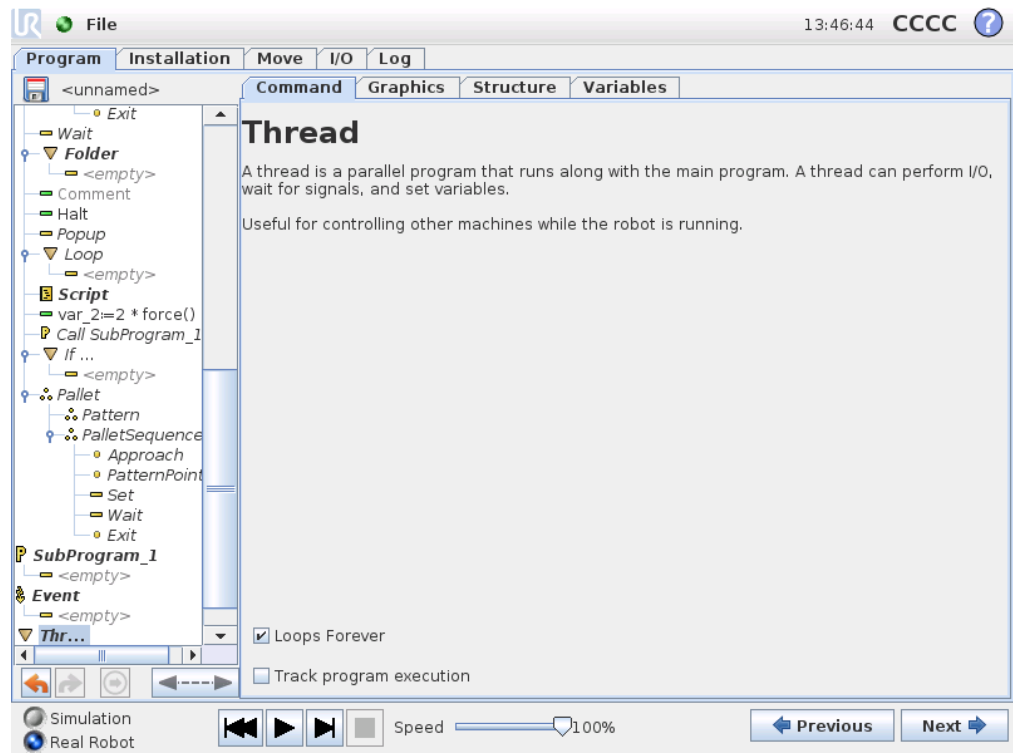 UR File 13:46:44 CCCC ?
Program Installation Move I/O Log
<unnamed> Command Graphics Structure Variables
Exit
Wait
Folder
<empty>
Comment
Halt
Popup
Loop
<empty>
Script
var_2:=2 * force()
Call SubProgram_1
If ...
<empty>
Pallet
Pattern
PalletSequence
Approach
PatternPoint
Set
Wait
Exit
SubProgram_1
<empty>
Event
<empty>
Thr...
Thread
A thread is a parallel program that runs along with the main program. A thread can perform I/O,
wait for signals, and set variables.
Useful for controlling other machines while the robot is running.
Loops Forever
Track program execution
Simulation
Real Robot
Speed 100%
Previous Next